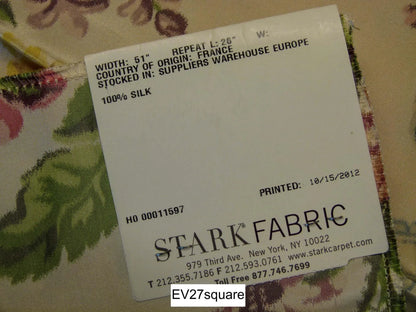 WIDTH: 51" REPEAT L: 26" W:
COUNTRY OF ORIGIN: FRANCE
STOCKED IN: SUPPLIERS WAREHOUSE EUROPE
100% SILK
PRINTED: 10/15/2012
H0 00011597
STARK FABRIC
979 Third Ave. New York, NY 10022
T 212.355.7186 F 212.593.0761 www.starkcarpet.com
Toll Free 877.746.7699
EV27square